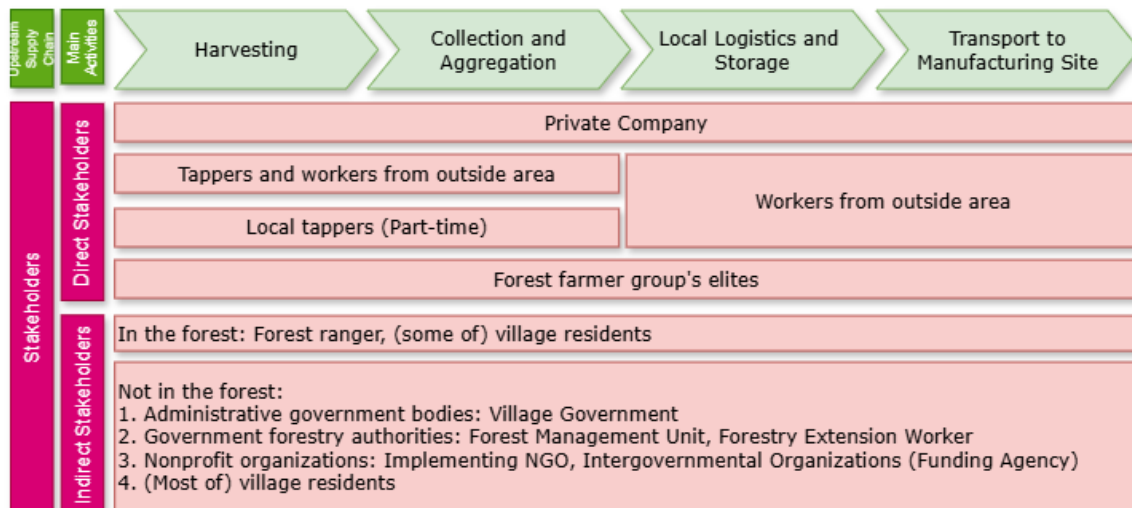 Upstream
Supply
Chain
Main
Activities
Harvesting
Collection and
Aggregation
Local Logistics and
Storage
Transport to
Manufacturing Site
Stakeholders
Direct Stakeholders
Private Company
Tappers and workers from outside area
Workers from outside area
Local tappers (Part-time)
Forest farmer group's elites
Indirect Stakeholders
In the forest: Forest ranger, (some of) village residents
Not in the forest:
1. Administrative government bodies: Village Government
2. Government forestry authorities: Forest Management Unit, Forestry Extension Worker
3. Nonprofit organizations: Implementing NGO, Intergovernmental Organizations (Funding Agency)
4. (Most of) village residents